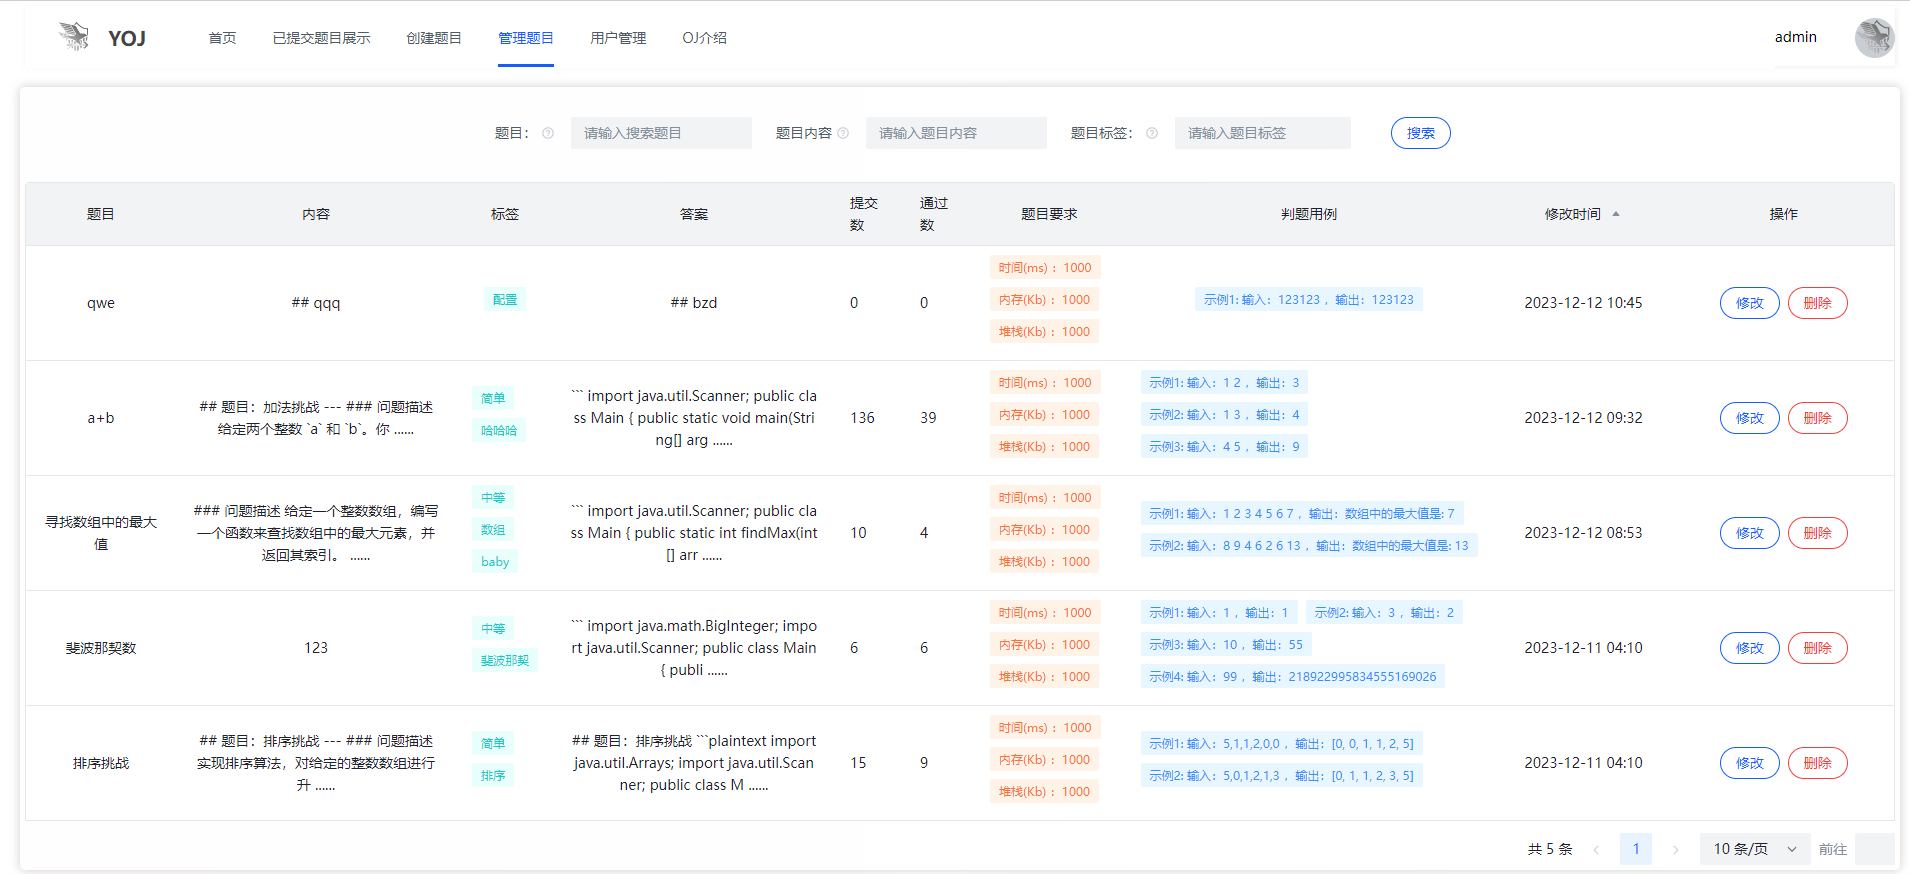 YOJ 首页 已提交题目展示 创建题目 管理题目 用户管理 OJ介绍 admin
题目： 请输入搜索题目 题目内容 请输入题目内容 题目标签： 请输入题目标签 搜索
题目 内容 标签 答案 提交数 通过数 题目要求 判题用例 修改时间 操作
qwe
## qqq
配置
## bzd
0
0
时间(ms) : 1000
内存(Kb) : 1000
堆栈(Kb) : 1000
示例1: 输入：123123 ，输出：123123
2023-12-12 10:45
修改 删除
a+b
## 题目：加法挑战 --- ### 问题描述
给定两个整数 `a` 和 `b`。你 ......
简单
哈哈哈
``` import java.util.Scanner; public cla
ss Main { public static void main(Stri
ng[] arg ......
136
39
时间(ms) : 1000
内存(Kb) : 1000
堆栈(Kb) : 1000
示例1: 输入：1 2 ，输出：3
示例2: 输入：1 3 ，输出：4
示例3: 输入：4 5 ，输出：9
2023-12-12 09:32
修改 删除
寻找数组中的最大
值
### 问题描述 给定一个整数数组，编写
一个函数来查找数组中的最大元素，并
返回其索引。 ......
中等
数组
baby
``` import java.util.Scanner; public cla
ss Main { public static int findMax(int
[] arr ......
10
4
时间(ms) : 1000
内存(Kb) : 1000
堆栈(Kb) : 1000
示例1: 输入：1 2 3 4 5 6 7 ，输出：数组中的最大值是: 7
示例2: 输入：8 9 4 6 2 6 13 ，输出：数组中的最大值是: 13
2023-12-12 08:53
修改 删除
斐波那契数
123
中等
斐波那契
``` import java.math.BigInteger; impo
rt java.util.Scanner; public class Main
{ publi ......
6
6
时间(ms) : 1000
内存(Kb) : 1000
堆栈(Kb) : 1000
示例1: 输入：1 ，输出：1 示例2: 输入：3 ，输出：2
示例3: 输入：10 ，输出：55
示例4: 输入：99 ，输出：218922995834555169026
2023-12-11 04:10
修改 删除
排序挑战
## 题目：排序挑战 --- ### 问题描述
实现排序算法，对给定的整数数组进行
升 ......
简单
排序
## 题目：排序挑战 ```plaintext import
java.util.Arrays; import java.util.Scan
ner; public class M ......
15
9
时间(ms) : 1000
内存(Kb) : 1000
堆栈(Kb) : 1000
示例1: 输入：5,1,1,2,0,0 ，输出：[0, 0, 1, 1, 2, 5]
示例2: 输入：5,0,1,2,1,3 ，输出：[0, 1, 1, 2, 3, 5]
2023-12-11 04:10
修改 删除
共 5 条 1 10 条/页 前往